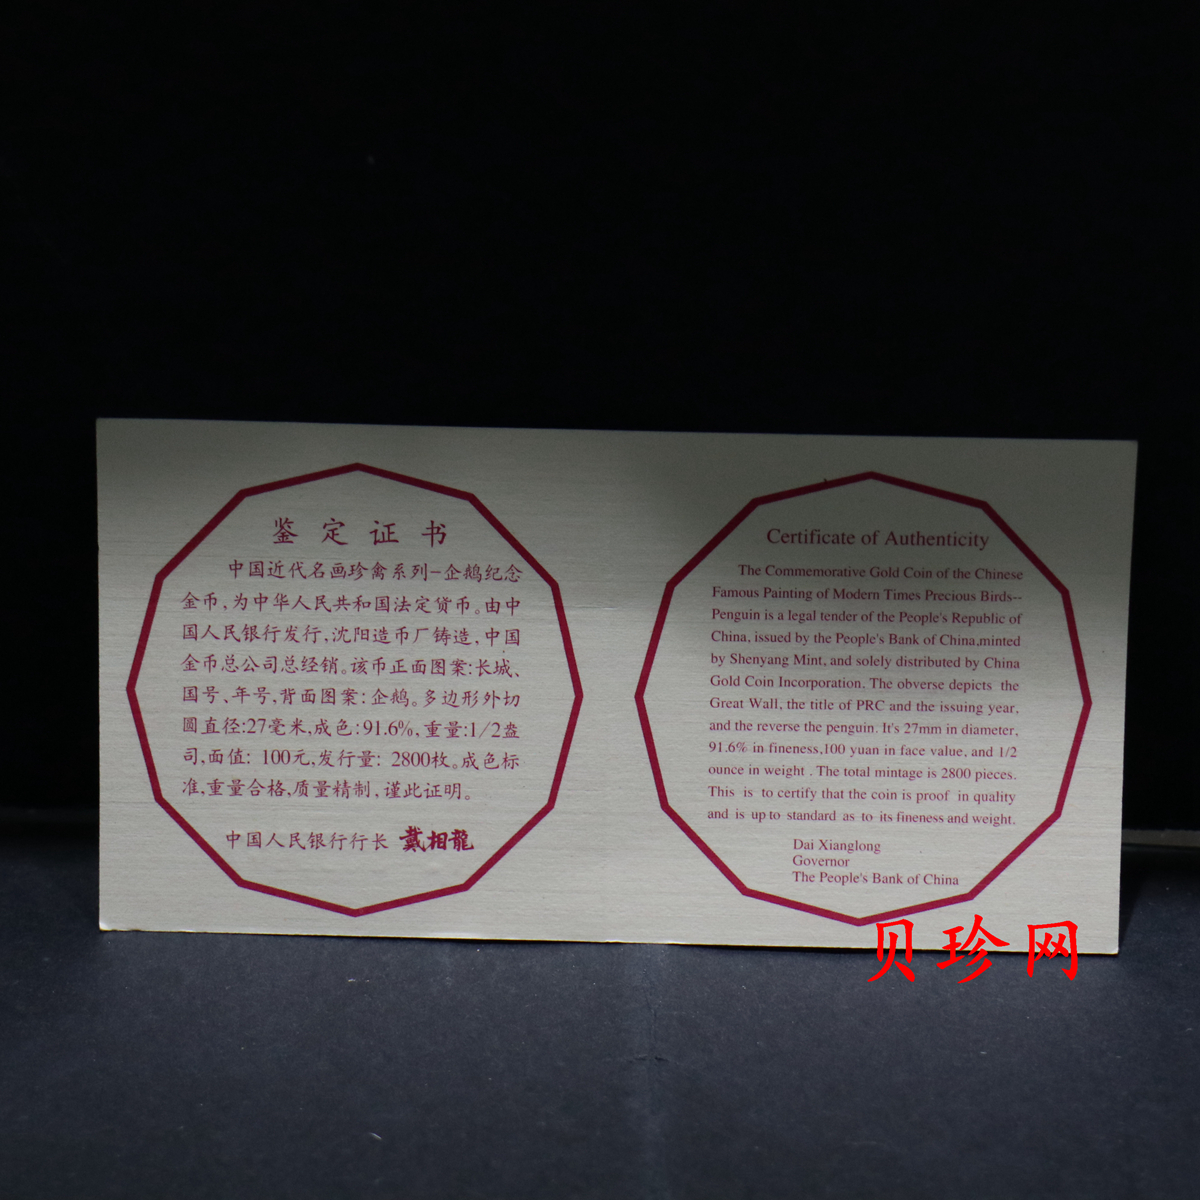 鉴定证书
中国近代名画珍禽系列-企鹅纪念
金币,为中华人民共和国法定货币。由中
国人民银行发行,沈阳造币厂铸造,中国
金币总公司总经销。该币正面图案:长城、
国号、年号,背面图案:企鹅。多边形外切
圆直径:27毫米,成色:91.6%,重量:1/2盎
司,面值: 100元,发行量: 2800枚。成色标
准,重量合格,质量精制,谨此证明。
中国人民银行行长 戴相龍
Certificate of Authenticity
The Commemorative Gold Coin of the Chinese
Famous Painting of Modern Times Precious Birds--
Penguin is a legal tender of the People's Republic of
China, issued by the People's Bank of China,minted
by Shenyang Mint, and solely distributed by China
Gold Coin Incorporation. The obverse depicts the
Great Wall, the title of PRC and the issuing year,
and the reverse the penguin. It's 27mm in diameter,
91.6% in fineness,100 yuan in face value, and 1/2
ounce in weight . The total mintage is 2800 pieces.
This is to certify that the coin is proof in quality
and is up to standard as to its fineness and weight.
Dai Xianglong
Governor
The People's Bank of China
贝珍网